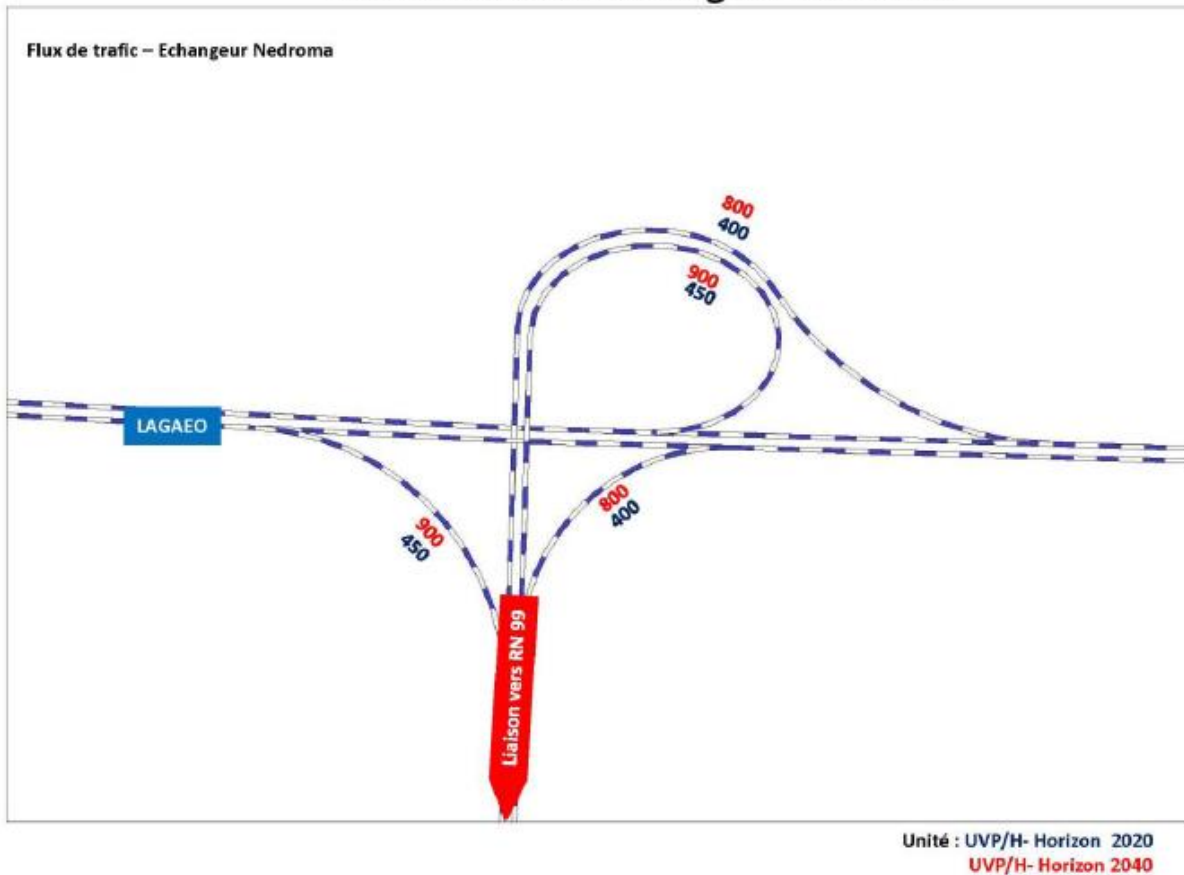 Flux de trafic – Echangeur Nedroma
800
400
900
450
LAGAEO
800
400
900
450
Liaison vers RN 99
Unité : UVP/H- Horizon 2020
UVP/H- Horizon 2040